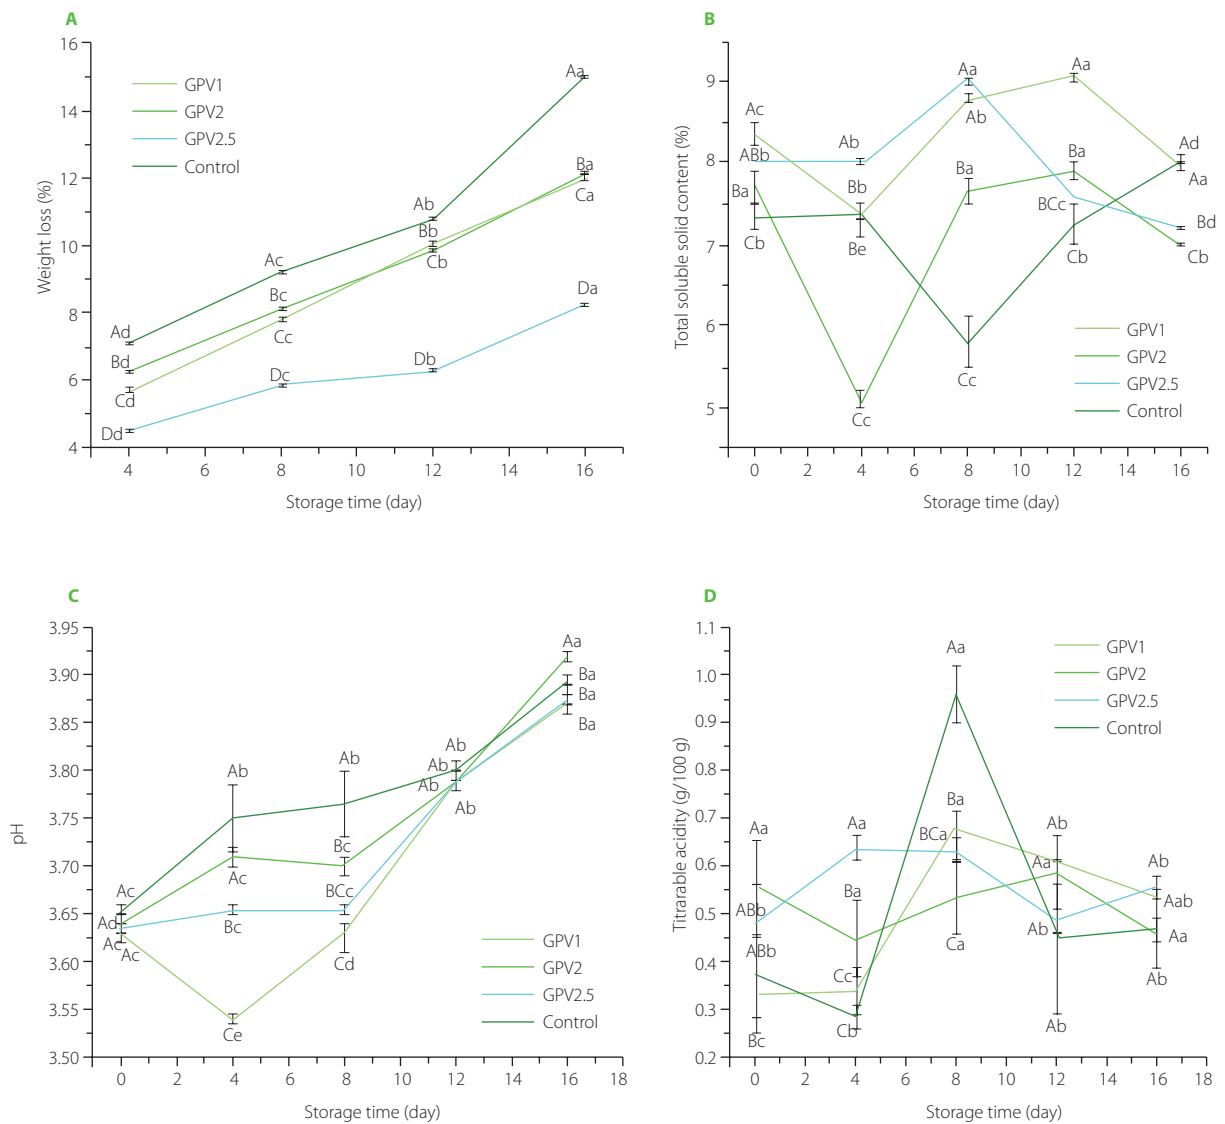 A
16
14
12
10
8
6
4
Weight loss (%)
GPV1
GPV2
GPV2.5
Control
Aa
Ba
Ca
Ab
Bb
Cb
Ac
Bc
Cc
Ad
Bd
Cd
Dd
Dc
Db
Da
4 6 8 10 12 14 16
Storage time (day)
B
9
8
7
6
5
Total soluble solid content (%)
Ac
ABb
Ba
Cb
Ab
Bb
Be
Cc
Aa
Ab
Ba
Cc
Aa
Ba
BCc
Cb
Ad
Aa
Bd
Cb
GPV1
GPV2
GPV2.5
Control
0 2 4 6 8 10 12 14 16
Storage time (day)
C
3.95
3.90
3.85
3.80
3.75
3.70
3.65
3.60
3.55
3.50
pH
Ac
Ad
Ac
Ac
Ab
Ac
Bc
Ce
Ab
Bc
BCc
Cd
Ab
Ab
Ab
Ab
Aa
Ba
Ba
Ba
GPV1
GPV2
GPV2.5
Control
0 2 4 6 8 10 12 14 16 18
Storage time (day)
D
1.1
1.0
0.9
0.8
0.7
0.6
0.5
0.4
0.3
0.2
Titrarable acidity (g/100 g)
GPV1
GPV2
GPV2.5
Control
Aa
ABb
ABb
Bc
Aa
Ba
Cc
Cb
Aa
Ba
BCa
Ca
Ab
Aa
Ab
Ab
Ab
Aab
Aa
Ab
0 2 4 6 8 10 12 14 16 18
Storage time (day)